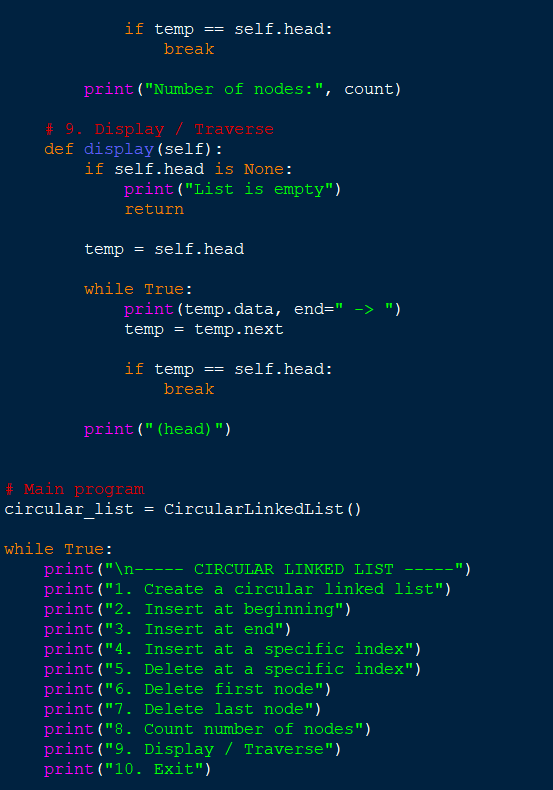 if temp == self.head:
                break

        print("Number of nodes:", count)

    # 9. Display / Traverse
    def display(self):
        if self.head is None:
            print("List is empty")
            return

        temp = self.head

        while True:
            print(temp.data, end=" -> ")
            temp = temp.next

            if temp == self.head:
                break

        print("(head)")


# Main program
circular_list = CircularLinkedList()

while True:
    print("\n----- CIRCULAR LINKED LIST -----")
    print("1. Create a circular linked list")
    print("2. Insert at beginning")
    print("3. Insert at end")
    print("4. Insert at a specific index")
    print("5. Delete at a specific index")
    print("6. Delete first node")
    print("7. Delete last node")
    print("8. Count number of nodes")
    print("9. Display / Traverse")
    print("10. Exit")